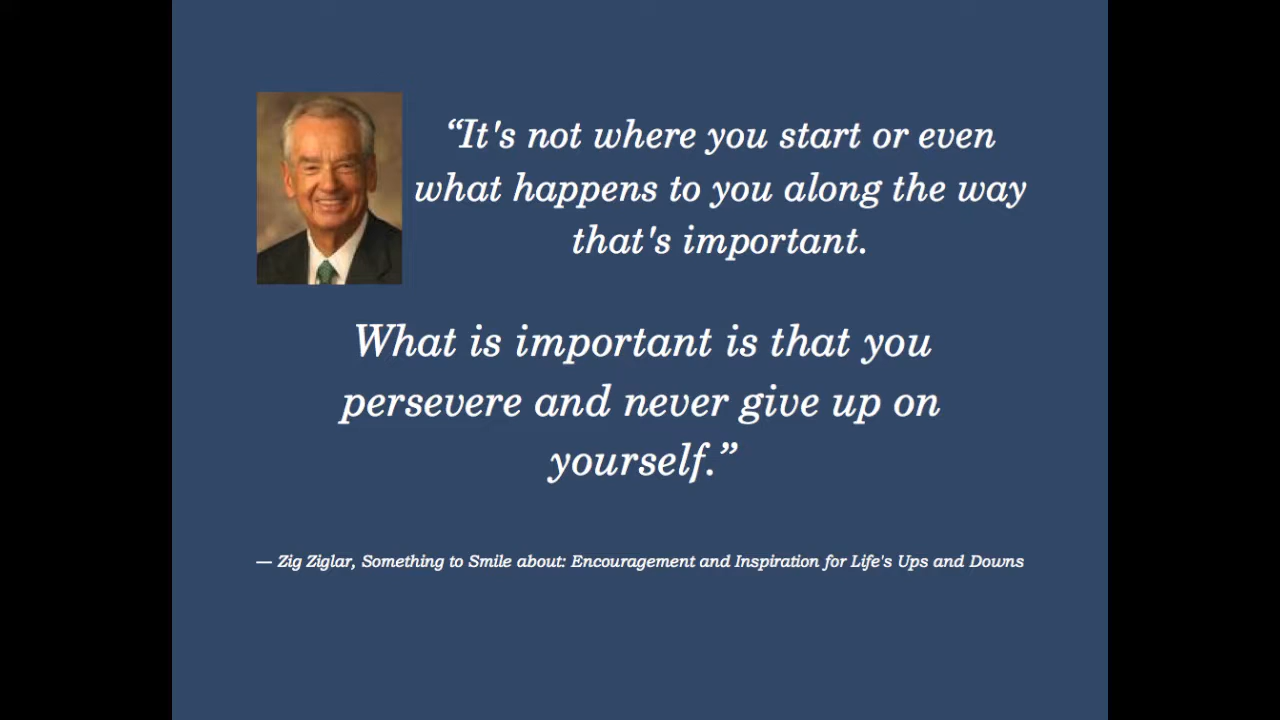 “It's not where you start or even
what happens to you along the way
that's important.
What is important is that you
persevere and never give up on
yourself.”
— Zig Ziglar, Something to Smile about: Encouragement and Inspiration for Life's Ups and Downs